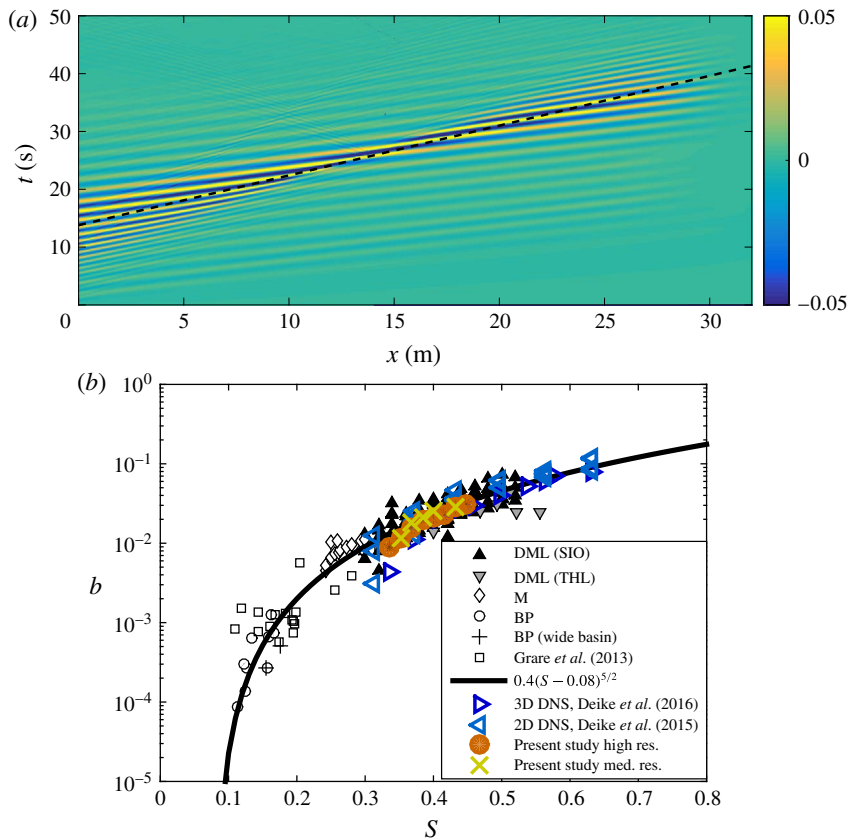 (a)
50
40
30
20
10
0
t (s)
5
10
15
20
25
30
x (m)
0.05
0
−0.05
(b)
10⁰
10⁻¹
10⁻²
10⁻³
10⁻⁴
10⁻⁵
b
0
0.1
0.2
0.3
0.4
0.5
0.6
0.7
0.8
S
DML (SIO)
DML (THL)
M
BP
BP (wide basin)
Grare et al. (2013)
0.4(S − 0.08)⁵ᐟ²
3D DNS, Deike et al. (2016)
2D DNS, Deike et al. (2015)
Present study high res.
Present study med. res.